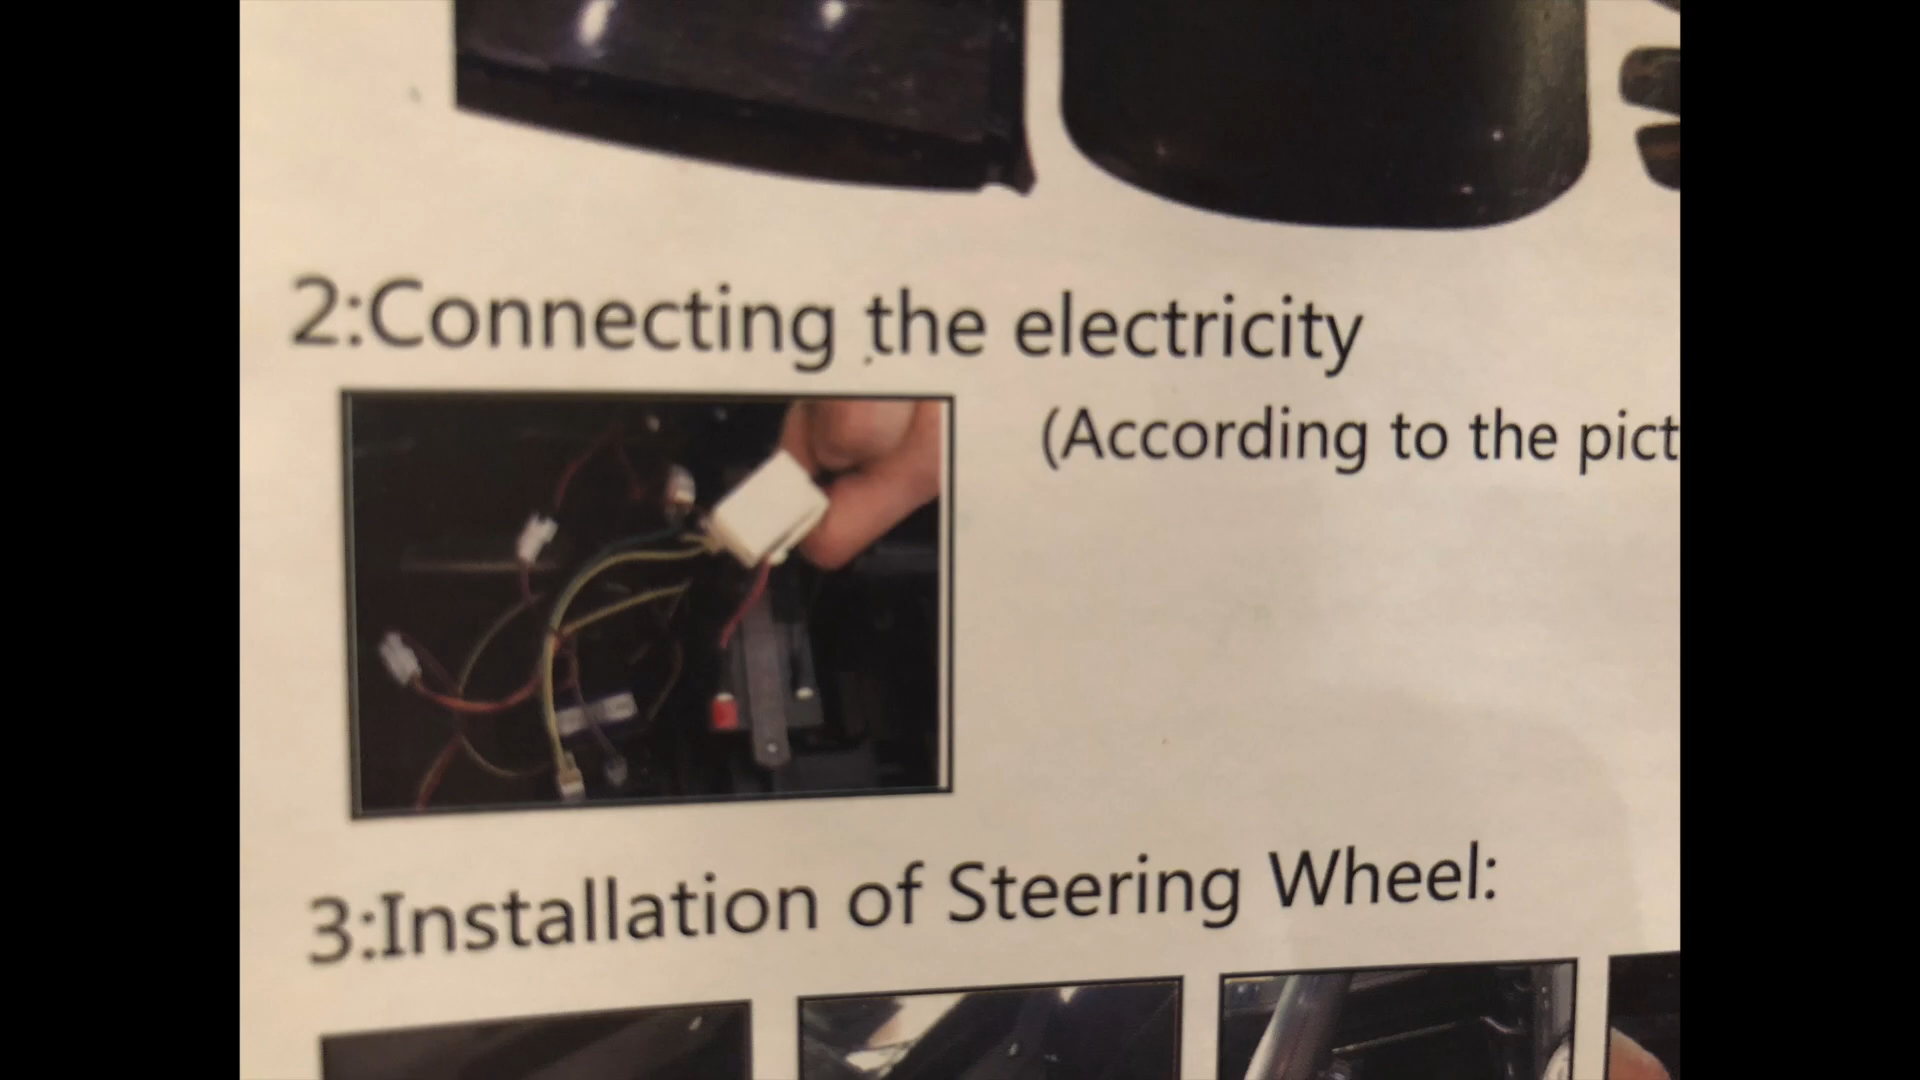 2:Connecting the electricity
(According to the pict
3:Installation of Steering Wheel: